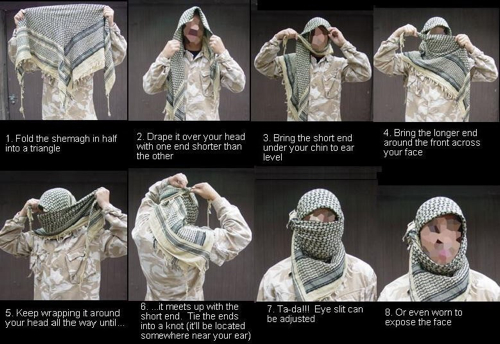 1. Fold the shemagh in half
into a triangle
2. Drape it over your head
with one end shorter than
the other
3. Bring the short end
under your chin to ear
level
4. Bring the longer end
around the front across
your face
5. Keep wrapping it around
your head all the way until...
6. ...it meets up with the
short end.  Tie the ends
into a knot (it'll be located
somewhere near your ear)
7. Ta-da!!!  Eye slit can
be adjusted
8. Or even worn to
expose the face